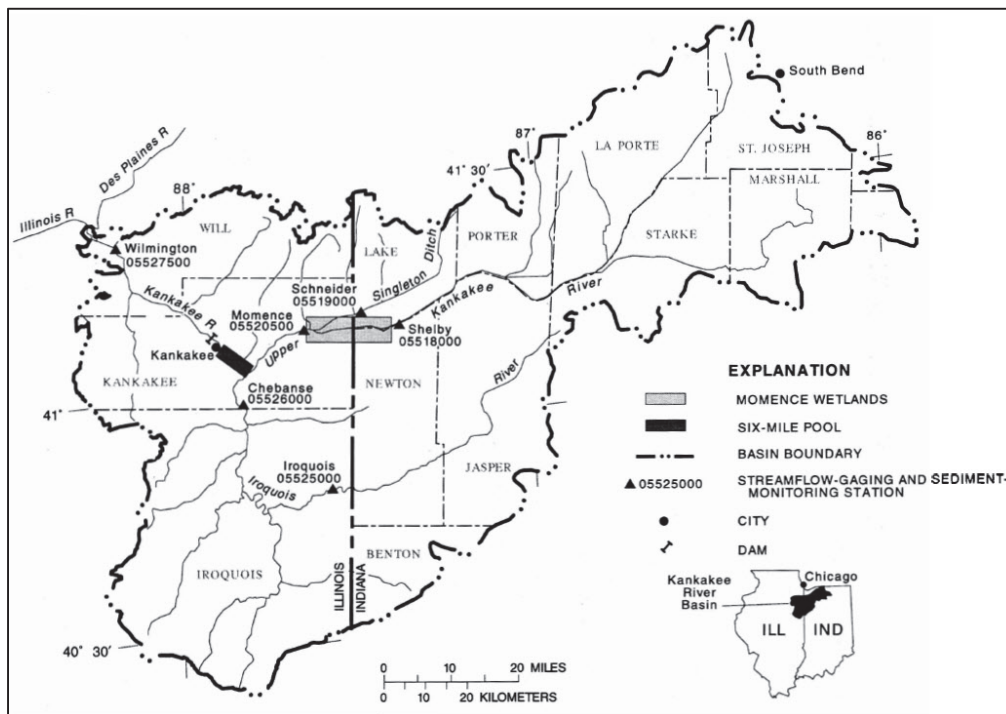 South Bend
Des Plaines R
Illinois R
88°
87°
41° 30′
86°
LA PORTE
ST. JOSEPH
MARSHALL
WILL
LAKE
PORTER
STARKE
Wilmington
05527500
Kankakee R
Schneider
05519000
Singleton Ditch
Kankakee River
Momence
05520500
Upper
Shelby
05518000
Kankakee
KANKAKEE
Chebanse
05526000
NEWTON
River
41°
Iroquois
05525000
Iroquois
JASPER
BENTON
IROQUOIS
ILLINOIS
INDIANA
40° 30′
EXPLANATION
MOMENCE WETLANDS
SIX-MILE POOL
BASIN BOUNDARY
05525000
STREAMFLOW-GAGING AND SEDIMENT-
MONITORING STATION
CITY
DAM
Chicago
Kankakee
River
Basin
ILL
IND
0 10 20 MILES
0 10 20 KILOMETERS